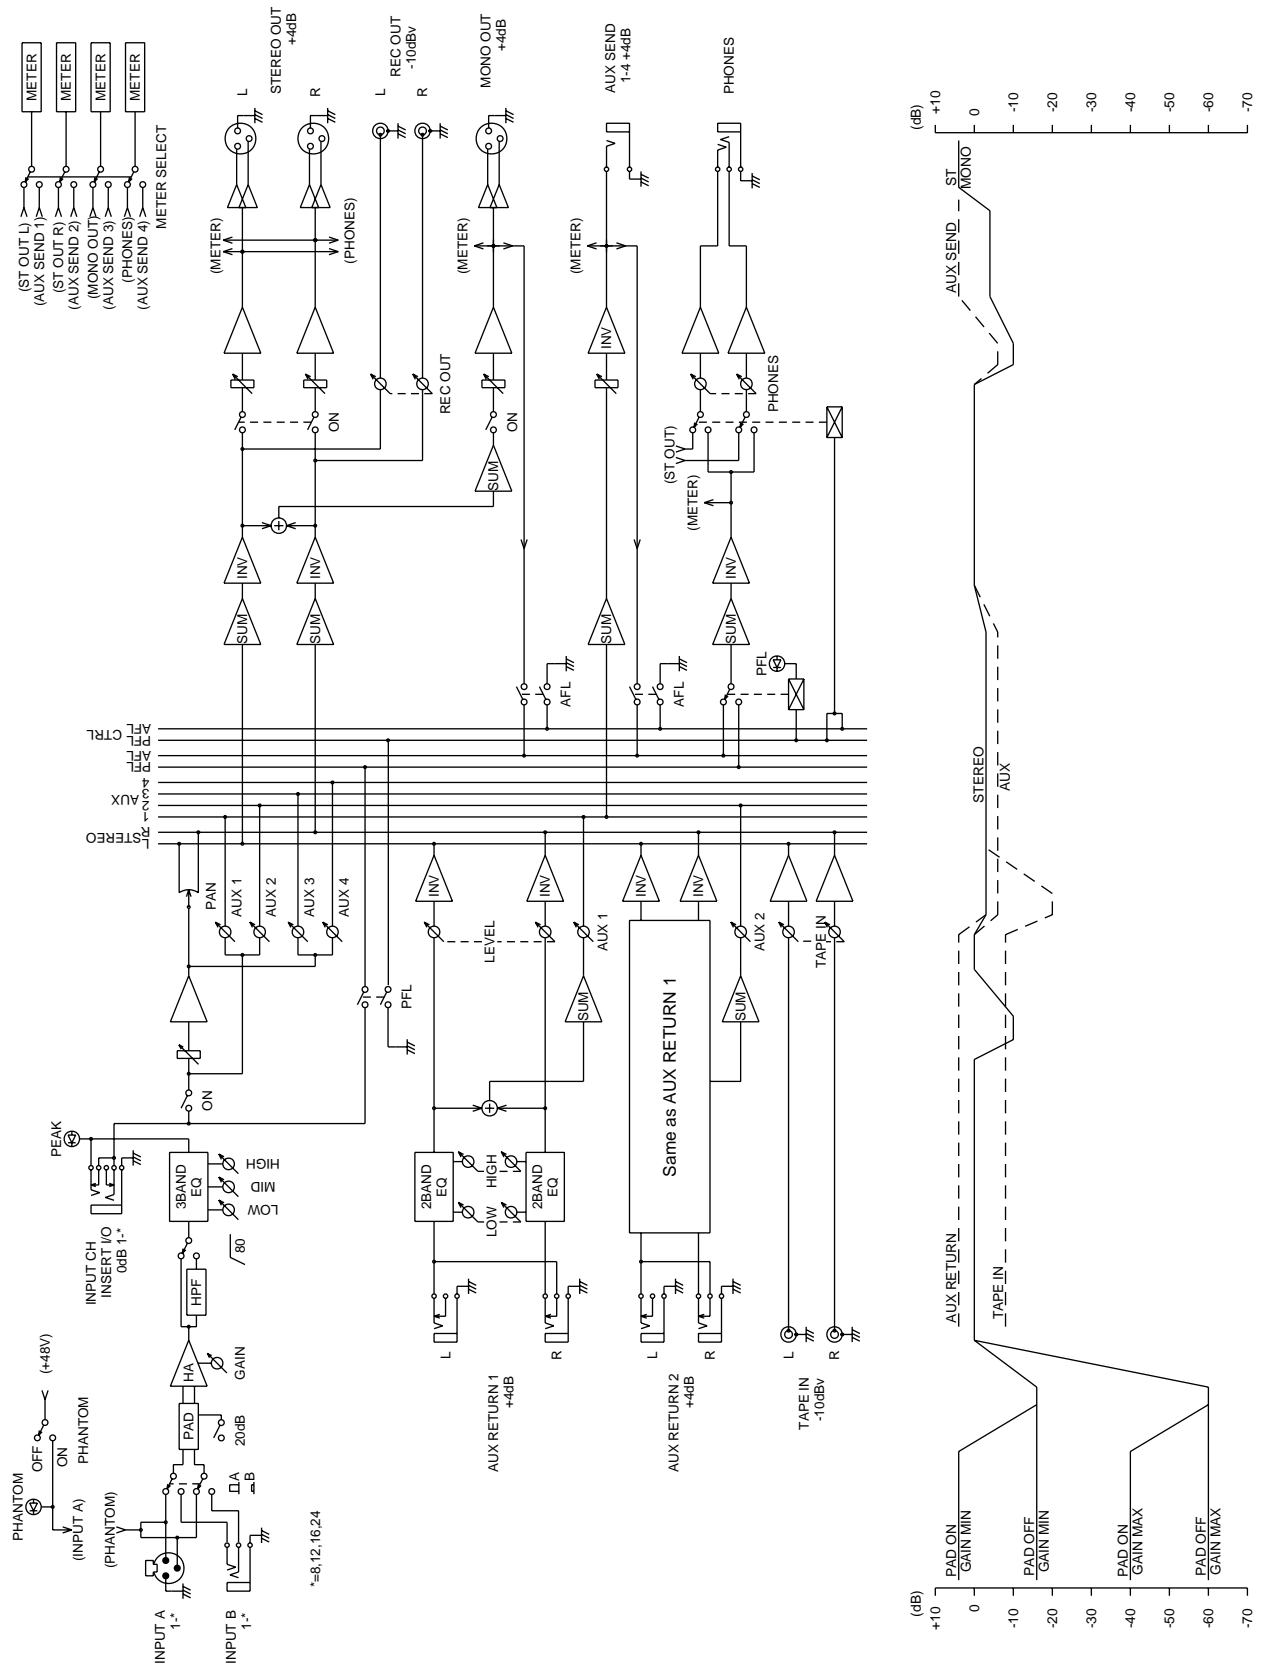 INPUT A
1-*
INPUT B
1-*
PHANTOM
OFF
ON
PHANTOM
(+48V)
(INPUT A)
(PHANTOM)
A
B
PAD
20dB
HA
GAIN
HPF
80
INPUT CH
INSERT I/O
0dB 1-*
PEAK
3BAND
EQ
LOW
MID
HIGH
ON
PAN
AUX 1
AUX 2
AUX 3
AUX 4
PFL
*=8,12,16,24
AUX RETURN 1
+4dB
L
R
2BAND
EQ
2BAND
EQ
LOW
HIGH
LEVEL
INV
INV
SUM
AUX 1
AUX RETURN 2
+4dB
L
R
Same as AUX RETURN 1
INV
INV
SUM
AUX 2
TAPE IN
-10dBv
L
R
TAPE IN
L
R
STEREO
1
2
3
4
AUX
PFL
AFL
PFL
AFL
CTRL
SUM
INV
SUM
INV
ON
(METER)
(PHONES)
L
R
STEREO OUT
+4dB
REC OUT
L
R
REC OUT
-10dBv
SUM
ON
(METER)
MONO OUT
+4dB
AFL
SUM
INV
(METER)
AUX SEND
1-4 +4dB
AFL
PFL
SUM
INV
(METER)
(ST OUT)
PHONES
PHONES
(ST OUT L)
(AUX SEND 1)
(ST OUT R)
(AUX SEND 2)
(MONO OUT)
(AUX SEND 3)
(PHONES)
(AUX SEND 4)
METER SELECT
METER
METER
METER
METER
(dB)
+10
0
-10
-20
-30
-40
-50
-60
-70
PAD ON
GAIN MIN
PAD OFF
GAIN MIN
PAD ON
GAIN MAX
PAD OFF
GAIN MAX
AUX RETURN
TAPE IN
STEREO
AUX
AUX SEND
ST
MONO
(dB)
+10
0
-10
-20
-30
-40
-50
-60
-70